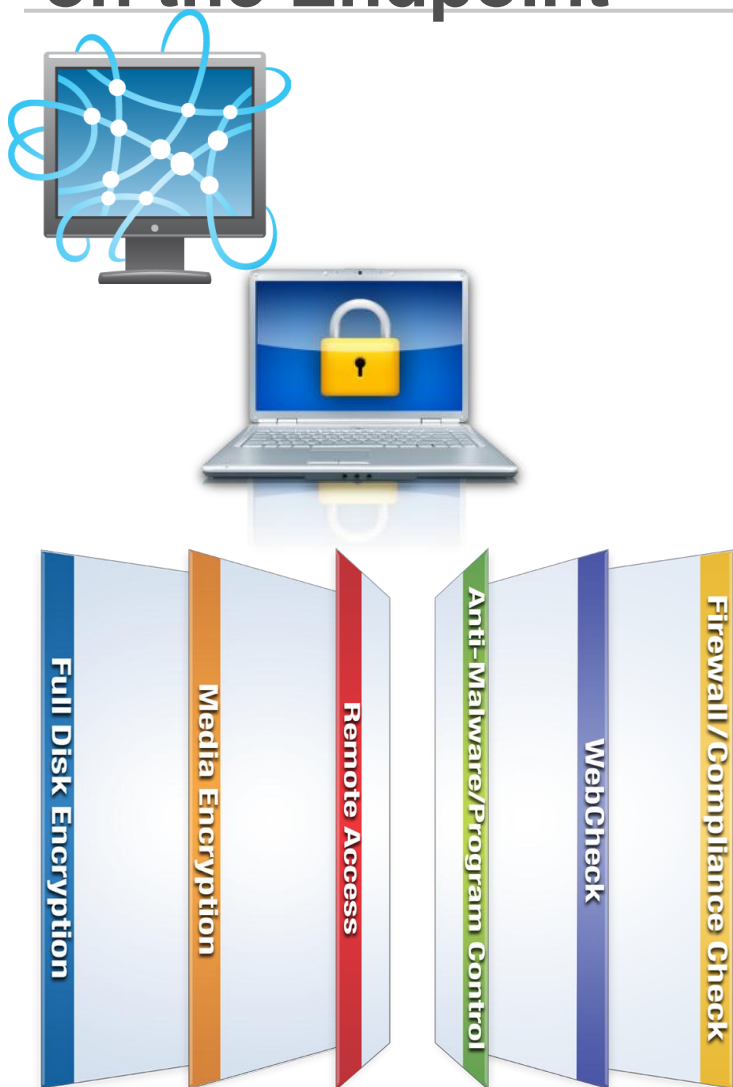 on the Endpoint
Full Disk Encryption
Media Encryption
Remote Access
Anti-Malware/Program Control
WebCheck
Firewall/Compliance Check